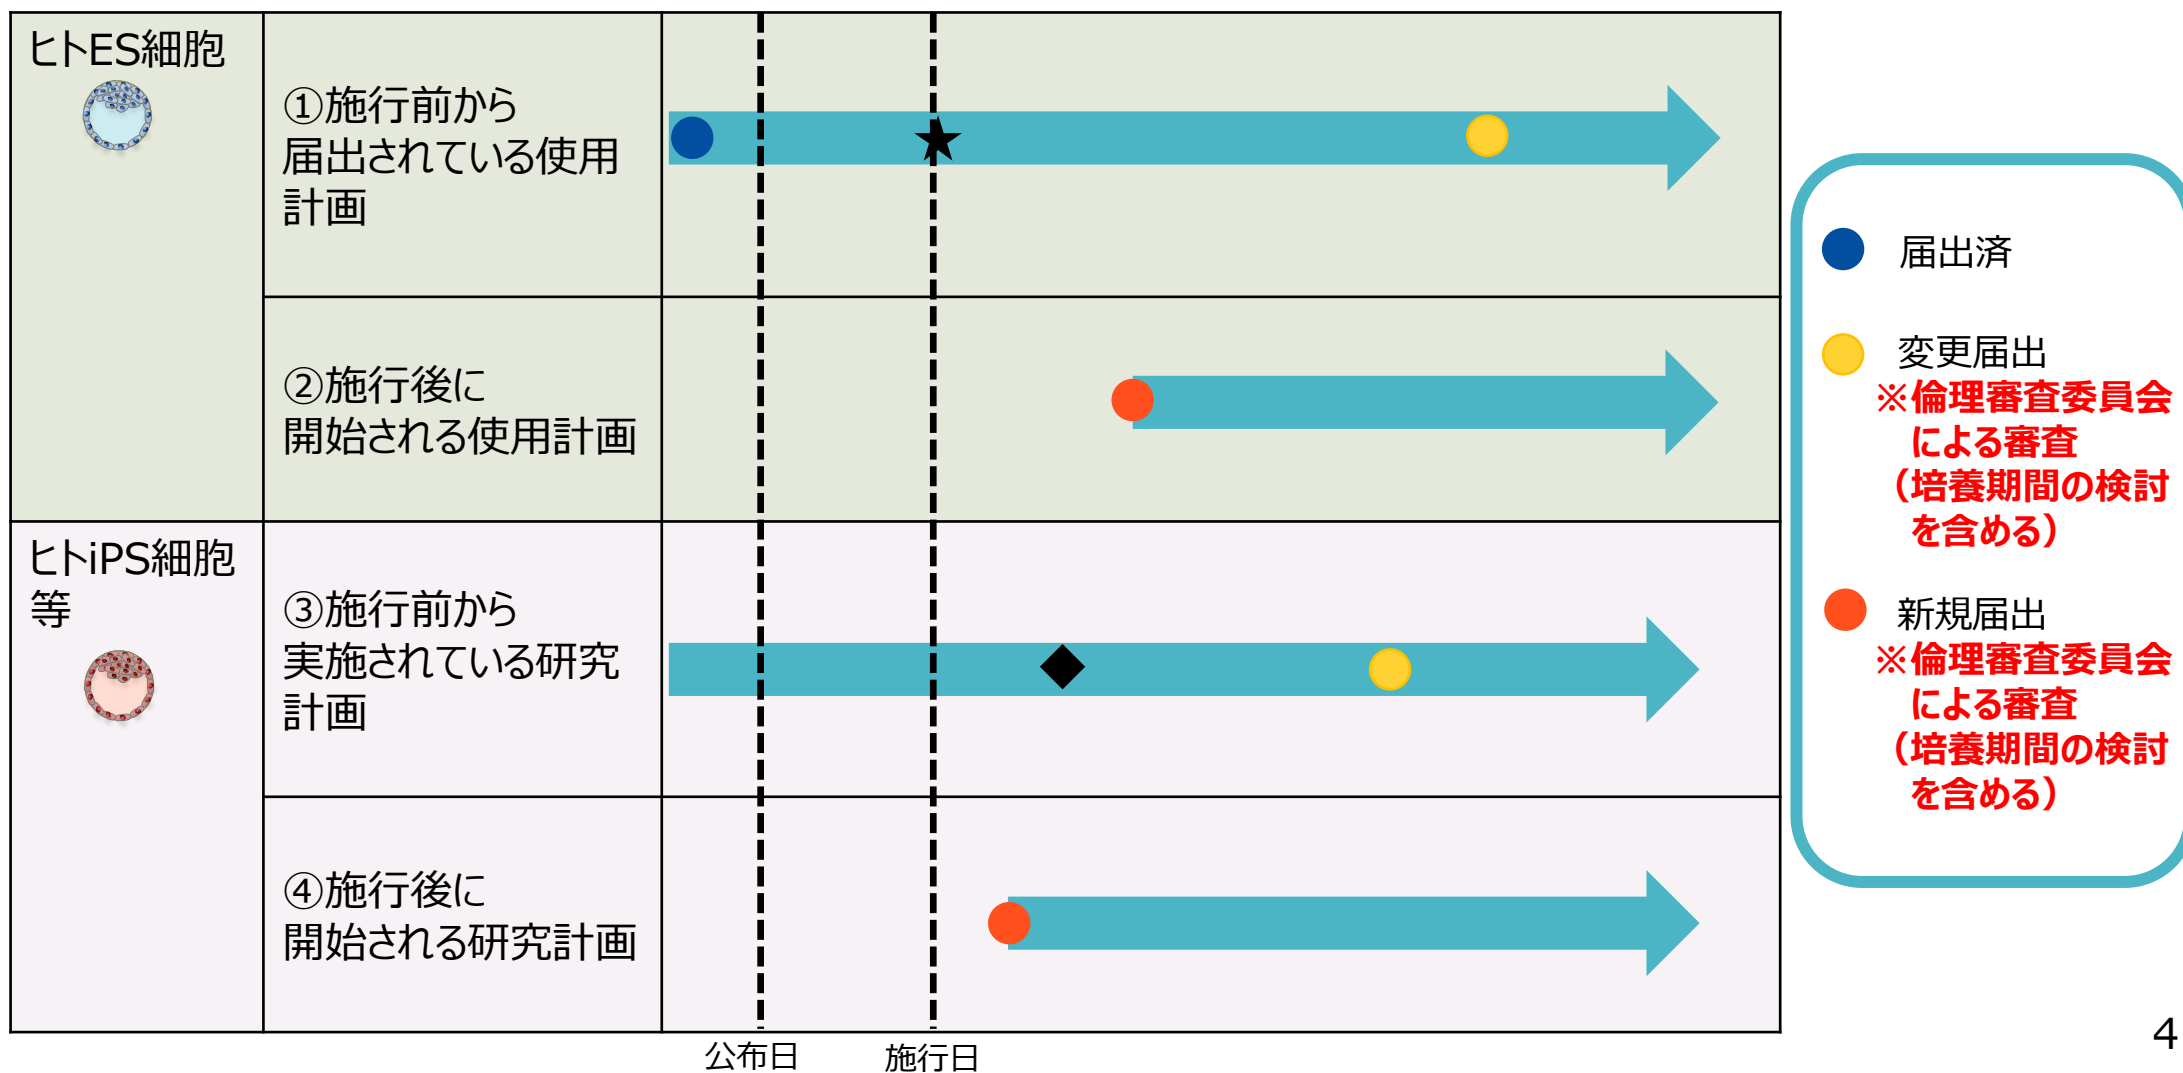 ヒトES細胞
①施行前から
届出されている使用
計画
②施行後に
開始される使用計画
ヒトiPS細胞
等
③施行前から
実施されている研究
計画
④施行後に
開始される研究計画
公布日
施行日
届出済
変更届出
※倫理審査委員会
による審査
（培養期間の検討
を含める）
新規届出
※倫理審査委員会
による審査
（培養期間の検討
を含める）
4